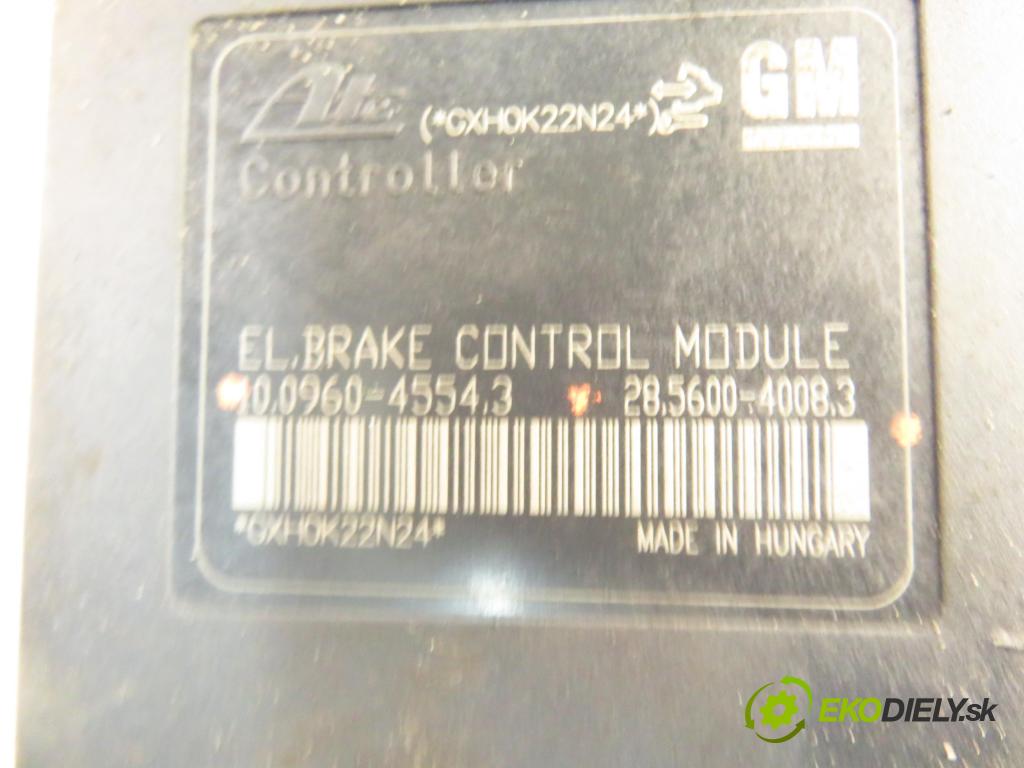 Ate (*GXH0K22N24*) GM
Controller
EL.BRAKE CONTROL MODULE
10.0960-4554.3 28.5600-4008.3
*GXH0K22N24* MADE IN HUNGARY
EKODIELY.sk